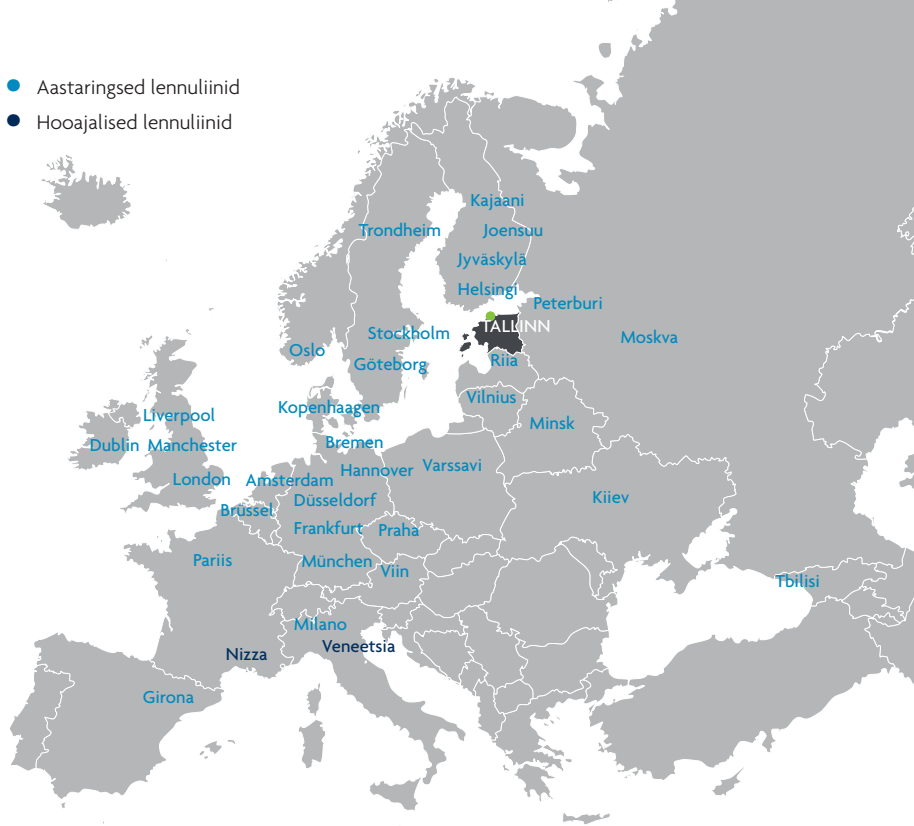 Aastaringsed lennuliinid
Hooajalised lennuliinid
Kajaani
Trondheim
Joensuu
Jyväskylä
Helsingi
Peterburi
TALLINN
Stockholm
Moskva
Oslo
Göteborg
Riia
Vilnius
Kopenhaagen
Liverpool
Minsk
Dublin
Manchester
Bremen
Hannover
Varssavi
London
Amsterdam
Düsseldorf
Kiiev
Brüssel
Frankfurt
Praha
Pariis
München
Viin
Tbilisi
Milano
Veneetsia
Nizza
Girona